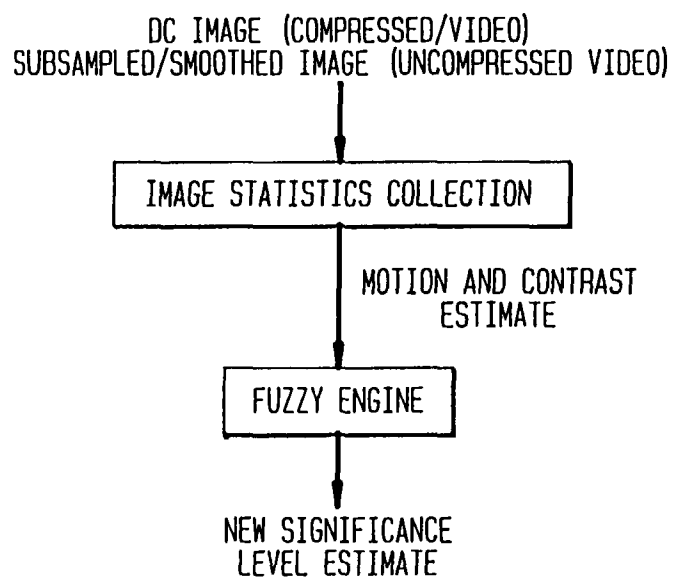 DC IMAGE (COMPRESSED/VIDEO)
SUBSAMPLED/SMOOTHED IMAGE (UNCOMPRESSED VIDEO)
IMAGE STATISTICS COLLECTION
MOTION AND CONTRAST
ESTIMATE
FUZZY ENGINE
NEW SIGNIFICANCE
LEVEL ESTIMATE